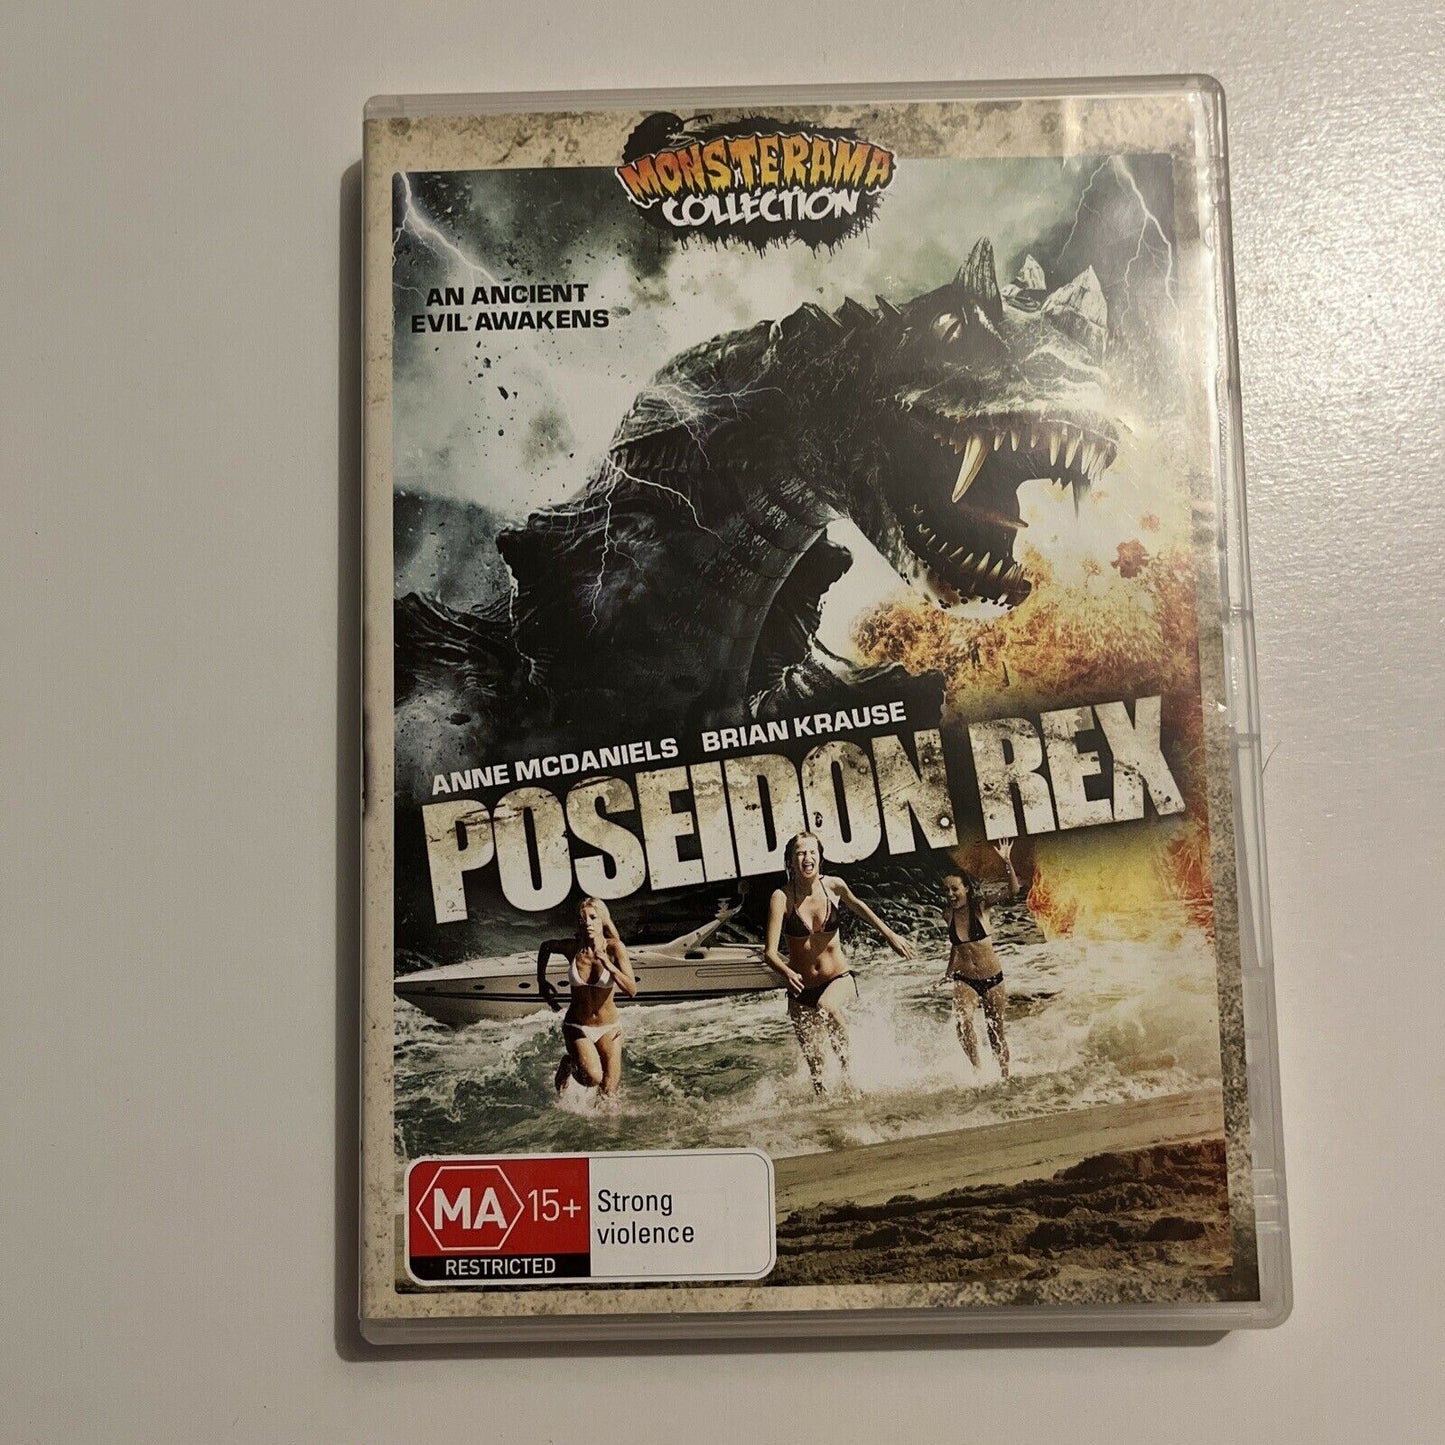 MONSTERAMA
COLLECTION
AN ANCIENT
EVIL AWAKENS
ANNE MCDANIELS BRIAN KRAUSE
POSEIDON REX
MA 15+
RESTRICTED
Strong
violence